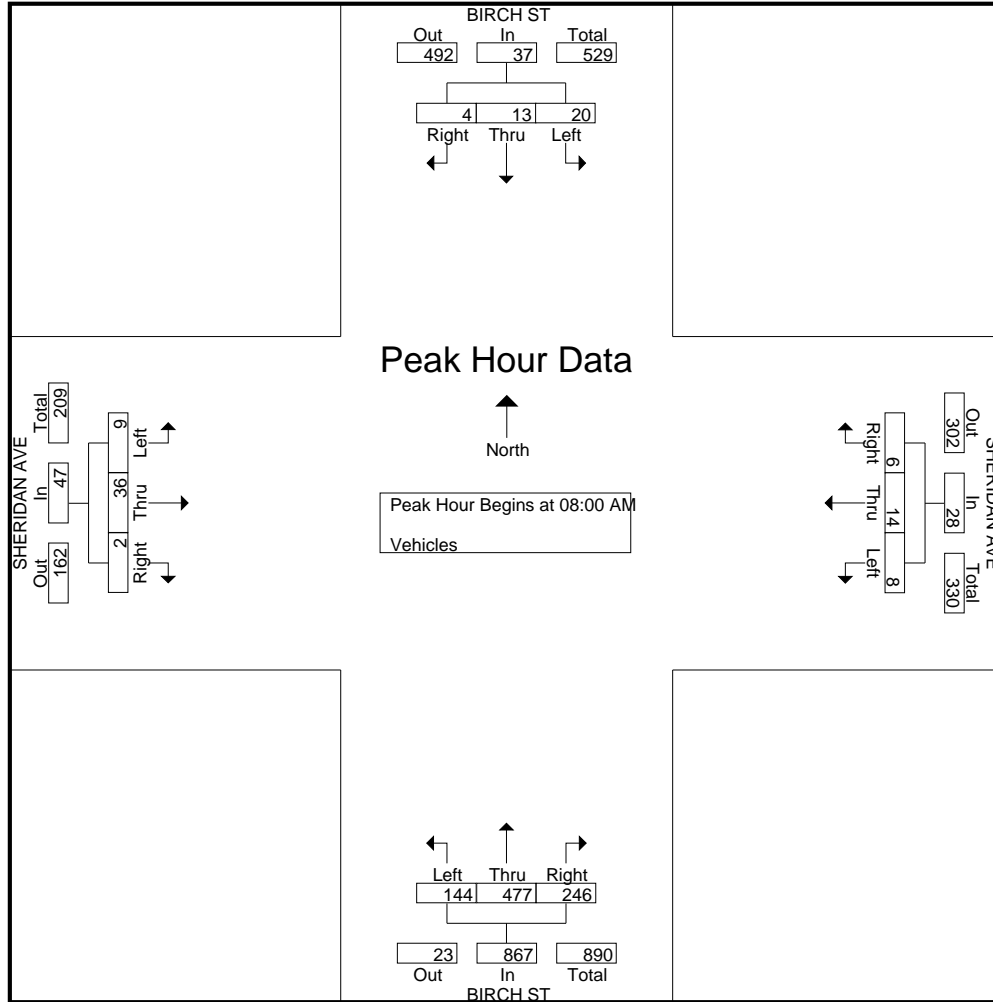 BIRCH ST
Out In Total
492 37 529
4 13 20
Right Thru Left
Peak Hour Data
North
Peak Hour Begins at 08:00 AM
Vehicles
SHERIDAN AVE
Total In Out
209 47 162
9 36 2
Left Thru Right
SHERIDAN AVE
Out In Total
302 28 330
6 14 8
Right Thru Left
Left Thru Right
144 477 246
23 867 890
Out In Total
BIRCH ST